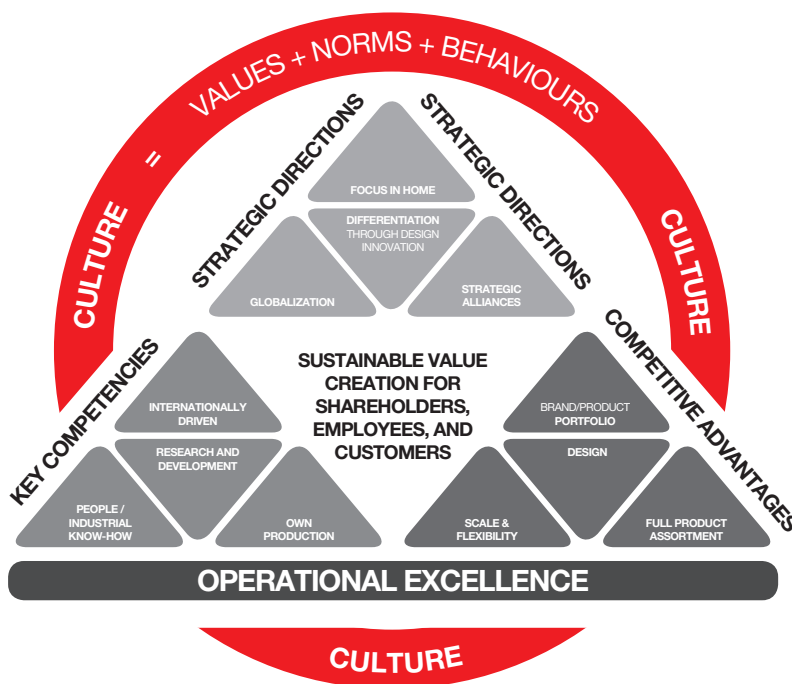 CULTURE = VALUES + NORMS + BEHAVIOURS
CULTURE
STRATEGIC DIRECTIONS
STRATEGIC DIRECTIONS
FOCUS IN HOME
DIFFERENTIATION
THROUGH DESIGN
INNOVATION
GLOBALIZATION
STRATEGIC
ALLIANCES
SUSTAINABLE VALUE
CREATION FOR
SHAREHOLDERS,
EMPLOYEES, AND
CUSTOMERS
KEY COMPETENCIES
INTERNATIONALLY
DRIVEN
RESEARCH AND
DEVELOPMENT
PEOPLE /
INDUSTRIAL
KNOW-HOW
OWN
PRODUCTION
COMPETITIVE ADVANTAGES
BRAND/PRODUCT
PORTFOLIO
DESIGN
SCALE &
FLEXIBILITY
FULL PRODUCT
ASSORTMENT
OPERATIONAL EXCELLENCE
CULTURE